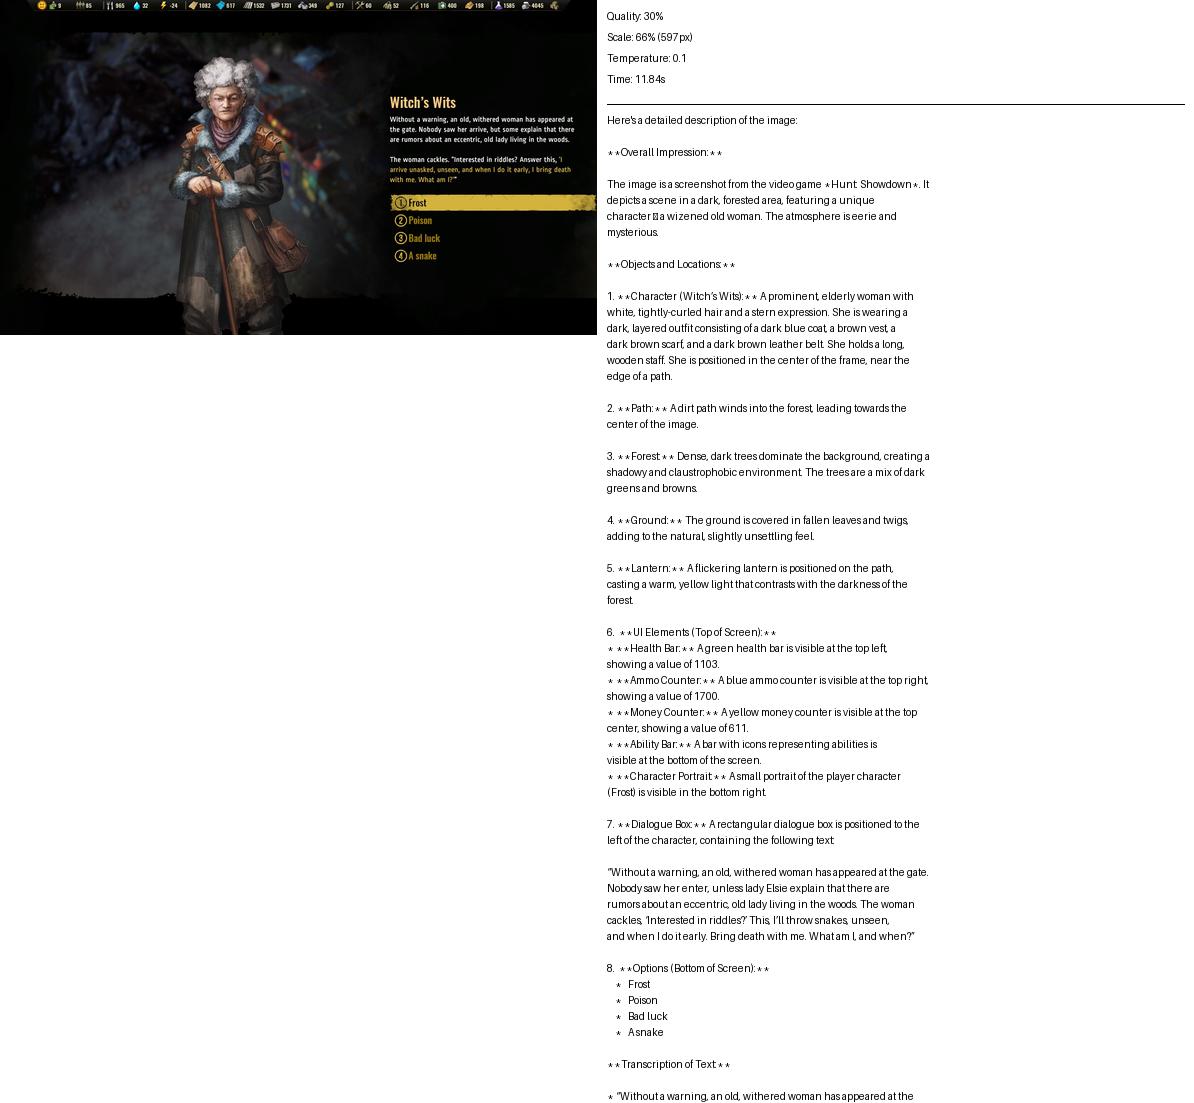 9 85 965 32 -24 1082 617 1532 1731 349 127 60 52 116 400 198 1585 4045
Witch's Wits
Without a warning, an old, withered woman has appeared at
the gate. Nobody saw her arrive, but some explain that there
are rumors about an eccentric, old lady living in the woods.
The woman cackles. "Interested in riddles? Answer this, 'I
arrive unasked, unseen, and when I do it early, I bring death
with me. What am I?'"
1 Frost
2 Poison
3 Bad luck
4 A snake
Quality: 30%
Scale: 66% (597px)
Temperature: 0.1
Time: 11.84s
Here's a detailed description of the image:
**Overall Impression:**
The image is a screenshot from the video game *Hunt: Showdown*. It
depicts a scene in a dark, forested area, featuring a unique
character a wizened old woman. The atmosphere is eerie and
mysterious.
**Objects and Locations:**
1. **Character (Witch's Wits):** A prominent, elderly woman with
white, tightly-curled hair and a stern expression. She is wearing a
dark, layered outfit consisting of a dark blue coat, a brown vest, a
dark brown scarf, and a dark brown leather belt. She holds a long,
wooden staff. She is positioned in the center of the frame, near the
edge of a path.
2. **Path:** A dirt path winds into the forest, leading towards the
center of the image.
3. **Forest:** Dense, dark trees dominate the background, creating a
shadowy and claustrophobic environment. The trees are a mix of dark
greens and browns.
4. **Ground:** The ground is covered in fallen leaves and twigs,
adding to the natural, slightly unsettling feel.
5. **Lantern:** A flickering lantern is positioned on the path,
casting a warm, yellow light that contrasts with the darkness of the
forest.
6. **UI Elements (Top of Screen):**
* **Health Bar:** A green health bar is visible at the top left,
showing a value of 1103.
* **Ammo Counter:** A blue ammo counter is visible at the top right,
showing a value of 1700.
* **Money Counter:** A yellow money counter is visible at the top
center, showing a value of 611.
* **Ability Bar:** A bar with icons representing abilities is
visible at the bottom of the screen.
* **Character Portrait:** A small portrait of the player character
(Frost) is visible in the bottom right.
7. **Dialogue Box:** A rectangular dialogue box is positioned to the
left of the character, containing the following text:
"Without a warning, an old, withered woman has appeared at the gate.
Nobody saw her enter, unless lady Elsie explain that there are
rumors about an eccentric, old lady living in the woods. The woman
cackles, 'Interested in riddles?' This, I'll throw snakes, unseen,
and when I do it early. Bring death with me. What am I, and when?"
8. **Options (Bottom of Screen):**
* Frost
* Poison
* Bad luck
* A snake
**Transcription of Text:**
* "Without a warning, an old, withered woman has appeared at the